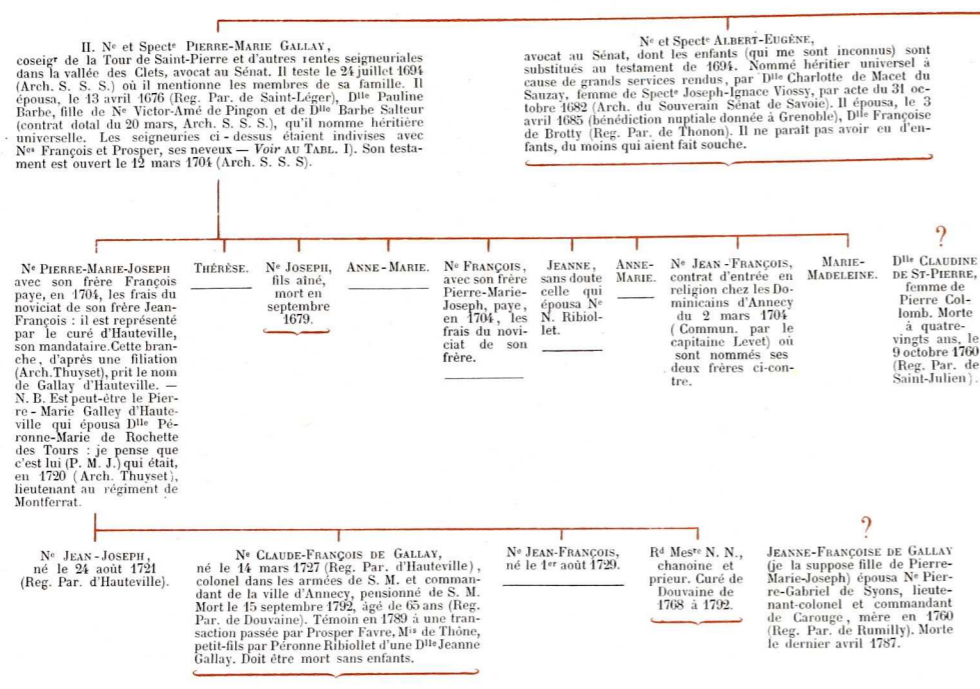 II. Nᵉ et Spectᵉ PIERRE-MARIE GALLAY,
coseigʳ de la Tour de Saint-Pierre et d'autres rentes seigneuriales
dans la vallée des Clets, avocat au Sénat. Il teste le 24 juillet 1694
(Arch. S. S. S.) où il mentionne les membres de sa famille. Il
épousa, le 13 avril 1676 (Reg. Par. de Saint-Léger), Dˡˡᵉ Pauline
Barbe, fille de Nᵉ Victor-Amé de Pingon et de Dˡˡᵉ Barbe Salteur
(contrat dotal du 20 mars, Arch. S. S. S.), qu'il nomme héritière
universelle. Les seigneuries ci-dessus étaient indivises avec
Nᵒˢ François et Prosper, ses neveux — Voir AU TABL. I). Son testa-
ment est ouvert le 12 mars 1704 (Arch. S. S. S).
Nᵉ et Spectᵉ ALBERT-EUGÈNE,
avocat au Sénat, dont les enfants (qui me sont inconnus) sont
substitués au testament de 1694. Nommé héritier universel à
cause de grands services rendus, par Dˡˡᵉ Charlotte de Macet du
Sauzay, femme de Spectᵉ Joseph-Ignace Viossy, par acte du 31 oc-
tobre 1682 (Arch. du Souverain Sénat de Savoie). Il épousa, le 3
avril 1685 (bénédiction nuptiale donnée à Grenoble), Dˡˡᵉ Françoise
de Brotty (Reg. Par. de Thonon). Il ne paraît pas avoir eu d'en-
fants, du moins qui aient fait souche.
Nᵉ PIERRE-MARIE-JOSEPH
avec son frère François
paye, en 1704, les frais du
noviciat de son frère Jean-
François : il est représenté
par le curé d'Hauteville,
son mandataire. Cette bran-
che, d'après une filiation
(Arch. Thuyset), prit le nom
de Gallay d'Hauteville. —
N. B. Est peut-être le Pier-
re-Marie Galley d'Haute-
ville qui épousa Dˡˡᵉ Pé-
ronne-Marie de Rochette
des Tours : je pense que
c'est lui (P. M. J.) qui était,
en 1720 (Arch. Thuyset),
lieutenant au régiment de
Montferrat.
THÉRÈSE.
Nᵉ JOSEPH,
fils aîné,
mort en
septembre
1679.
ANNE-MARIE.
Nᵉ FRANÇOIS,
avec son frère
Pierre-Marie-
Joseph, paye,
en 1704, les
frais du novi-
ciat de son
frère.
JEANNE,
sans doute
celle qui
épousa Nᵉ
N. Ribiol-
let.
ANNE-
MARIE.
Nᵉ JEAN-FRANÇOIS,
contrat d'entrée en
religion chez les Do-
minicains d'Annecy
du 2 mars 1704
(Commun. par le
capitaine Levet) où
sont nommés ses
deux frères ci-con-
tre.
MARIE-
MADELEINE.
?
Dˡˡᵉ CLAUDINE
DE Sᵀ-PIERRE,
femme de
Pierre Col-
lomb. Morte
à quatre-
vingts ans, le
9 octobre 1760
(Reg. Par. de
Saint-Julien).
Nᵉ JEAN-JOSEPH,
né le 24 août 1721
(Reg. Par. d'Hauteville).
Nᵉ CLAUDE-FRANÇOIS DE GALLAY,
né le 14 mars 1727 (Reg. Par. d'Hauteville),
colonel dans les armées de S. M. et comman-
dant de la ville d'Annecy, pensionné de S. M.
Mort le 15 septembre 1792, âgé de 65 ans (Reg.
Par. de Douvaine). Témoin en 1789 à une tran-
saction passée par Prosper Favre, Mⁱˢ de Thône,
petit-fils par Péronne Ribiollet d'une Dˡˡᵉ Jeanne
Gallay. Doit être mort sans enfants.
Nᵉ JEAN-FRANÇOIS,
né le 1ᵉʳ août 1729.
Rᵈ Mesʳᵉ N. N.,
chanoine et
prieur. Curé de
Douvaine de
1768 à 1792.
?
JEANNE-FRANÇOISE DE GALLAY
(je la suppose fille de Pierre-
Marie-Joseph) épousa Nᵉ Pier-
re-Gabriel de Syons, lieute-
nant-colonel et commandant
de Carouge, mère en 1760
(Reg. Par. de Rumilly). Morte
le dernier avril 1787.